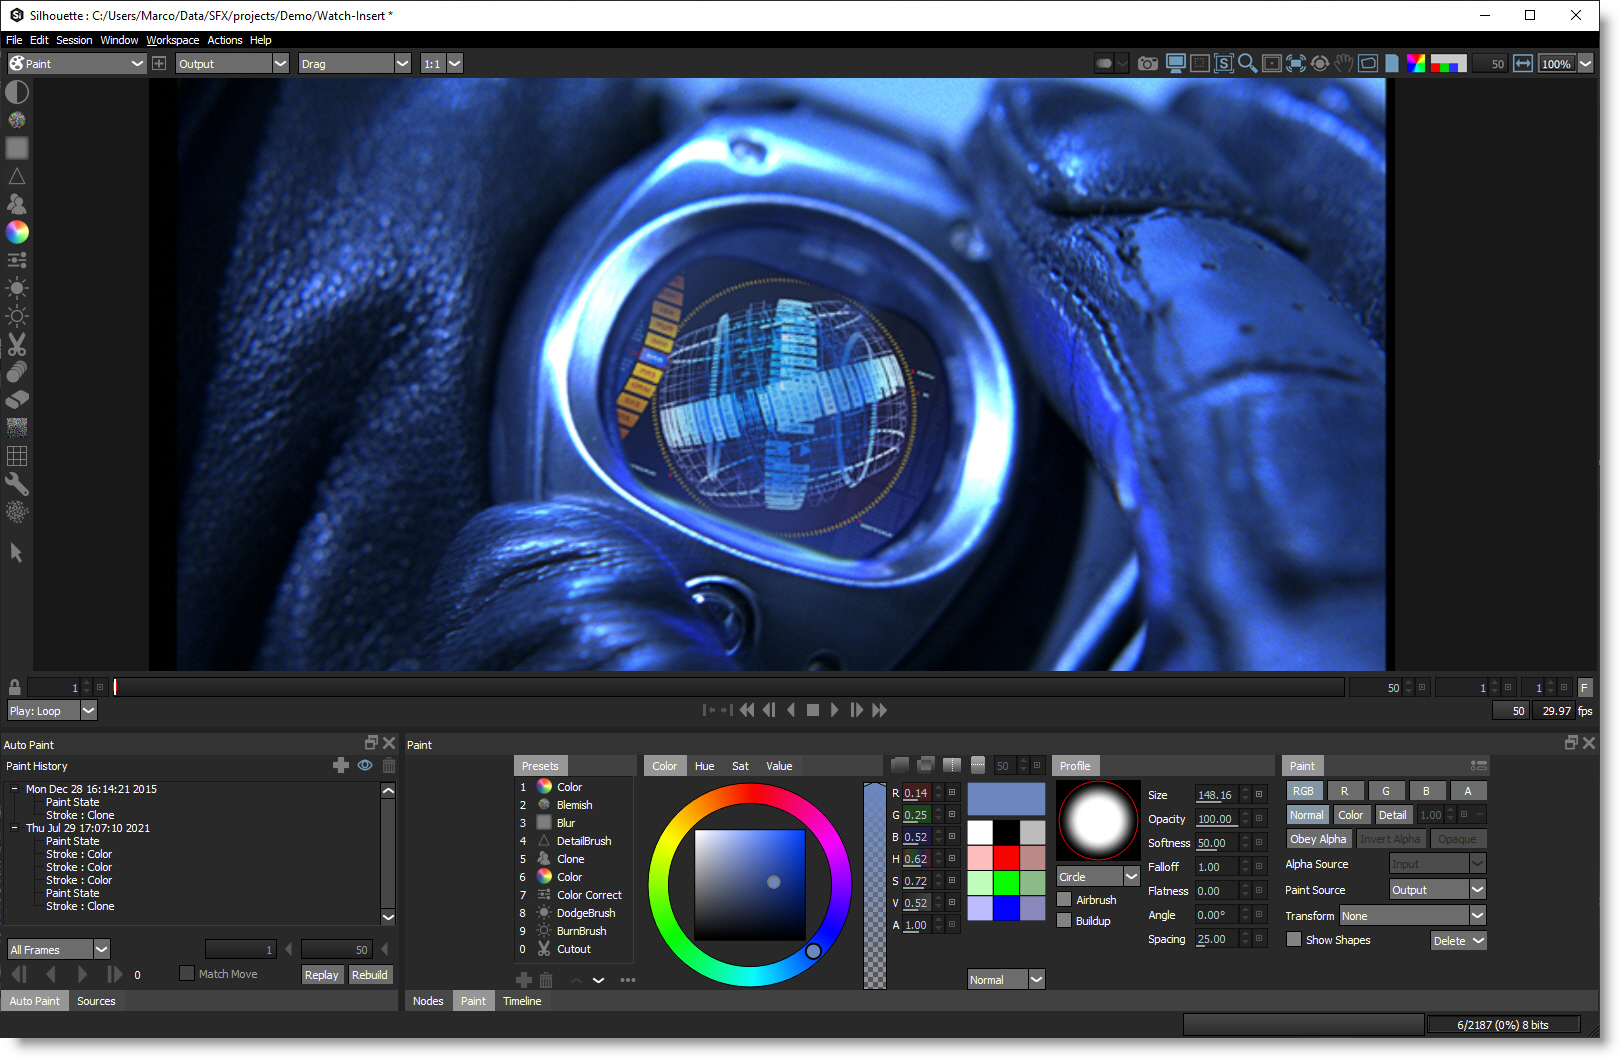 Silhouette : C:/Users/Marco/Data/SFX/projects/Demo/Watch-Insert *
File Edit Session Window Workspace Actions Help
Paint Output Drag 1:1 50 100%
1 50 1 1 F
Play: Loop 50 29.97 fps
Auto Paint
Paint History
Mon Dec 28 16:14:21 2015
Paint State
Stroke : Clone
Thu Jul 29 17:07:10 2021
Paint State
Stroke : Color
Stroke : Color
Stroke : Color
Paint State
Stroke : Clone
All Frames 1 50
0 Match Move Replay Rebuild
Auto Paint Sources
Paint
Presets
1 Color
2 Blemish
3 Blur
4 DetailBrush
5 Clone
6 Color
7 Color Correct
8 DodgeBrush
9 BurnBrush
0 Cutout
Color Hue Sat Value 50
R 0.14
G 0.25
B 0.52
H 0.62
S 0.72
V 0.52
A 1.00
Normal
Profile
Circle
Airbrush
Buildup
Size 148.16
Opacity 100.00
Softness 50.00
Falloff 1.00
Flatness 0.00
Angle 0.00°
Spacing 25.00
Paint
RGB R G B A
Normal Color Detail 1.00
Obey Alpha Invert Alpha Opaque
Alpha Source Input
Paint Source Output
Transform None
Show Shapes Delete
Nodes Paint Timeline
6/2187 (0%) 8 bits